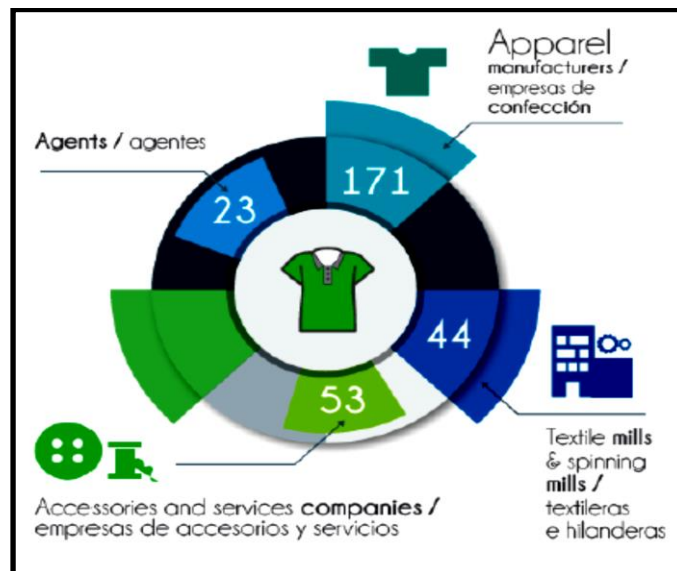 Apparel
manufacturers /
empresas de
confección
Agents / agentes
171
23
44
53
Textile mills
& spinning
mills /
textileras
e hilanderas
Accessories and services companies /
empresas de accesorios y servicios